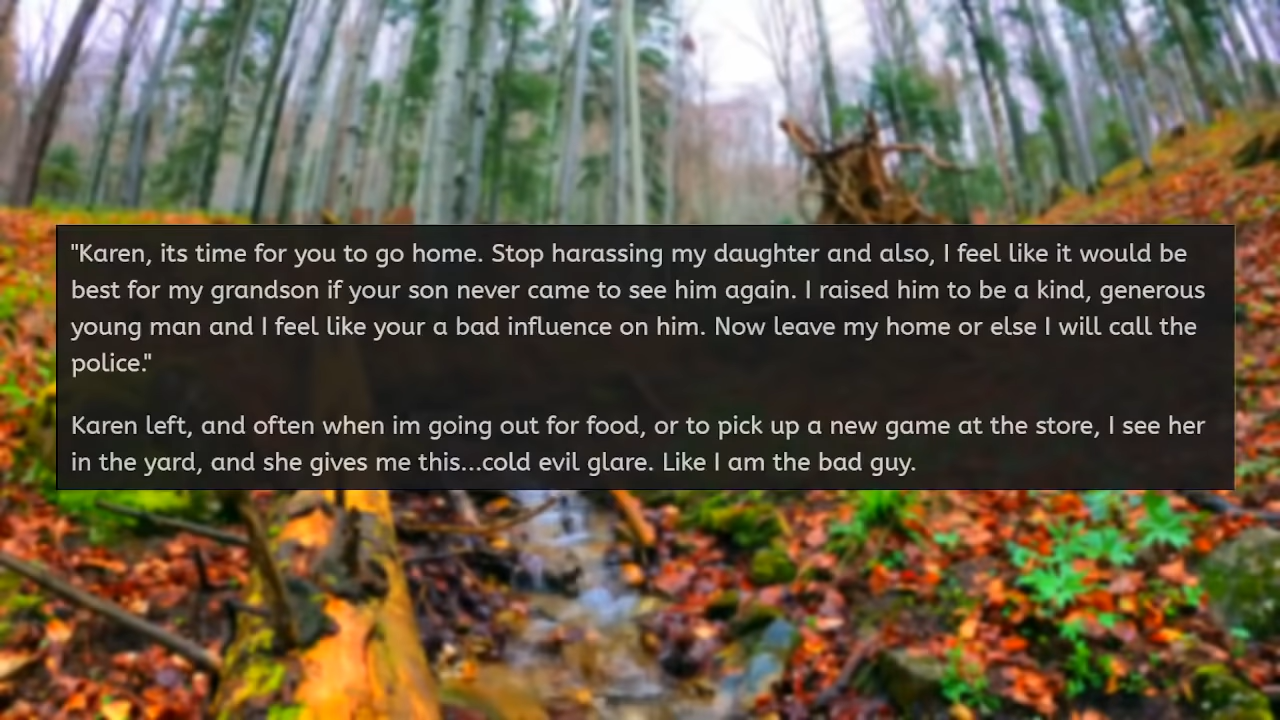 "Karen, its time for you to go home. Stop harassing my daughter and also, I feel like it would be
best for my grandson if your son never came to see him again. I raised him to be a kind, generous
young man and I feel like your a bad influence on him. Now leave my home or else I will call the
police."
Karen left, and often when im going out for food, or to pick up a new game at the store, I see her
in the yard, and she gives me this...cold evil glare. Like I am the bad guy.